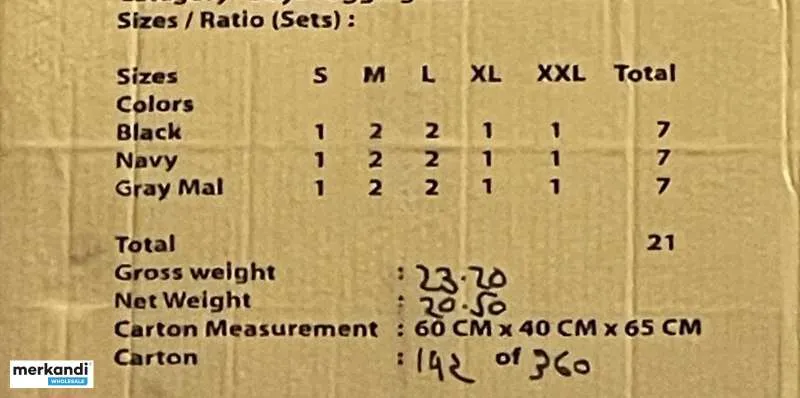 Sizes / Ratio (Sets) :
Sizes S M L XL XXL Total
Colors
Black 1 2 2 1 1 7
Navy 1 2 2 1 1 7
Gray Mal 1 2 2 1 1 7
Total 21
Gross weight : 23.20
Net Weight : 20.50
Carton Measurement : 60 CM x 40 CM x 65 CM
Carton : 142 of 360
merkandi
WHOLESALE